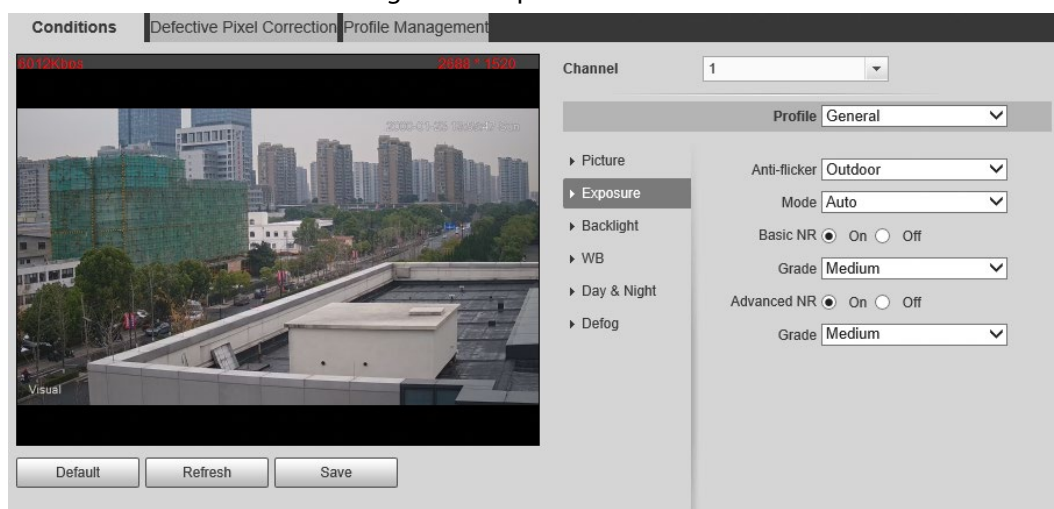 Conditions
Defective Pixel Correction
Profile Management
2688 * 1520
Visual
Default
Refresh
Save
Channel
1
Profile General
Picture
Exposure
Backlight
WB
Day & Night
Defog
Anti-flicker Outdoor
Mode Auto
Basic NR On Off
Grade Medium
Advanced NR On Off
Grade Medium